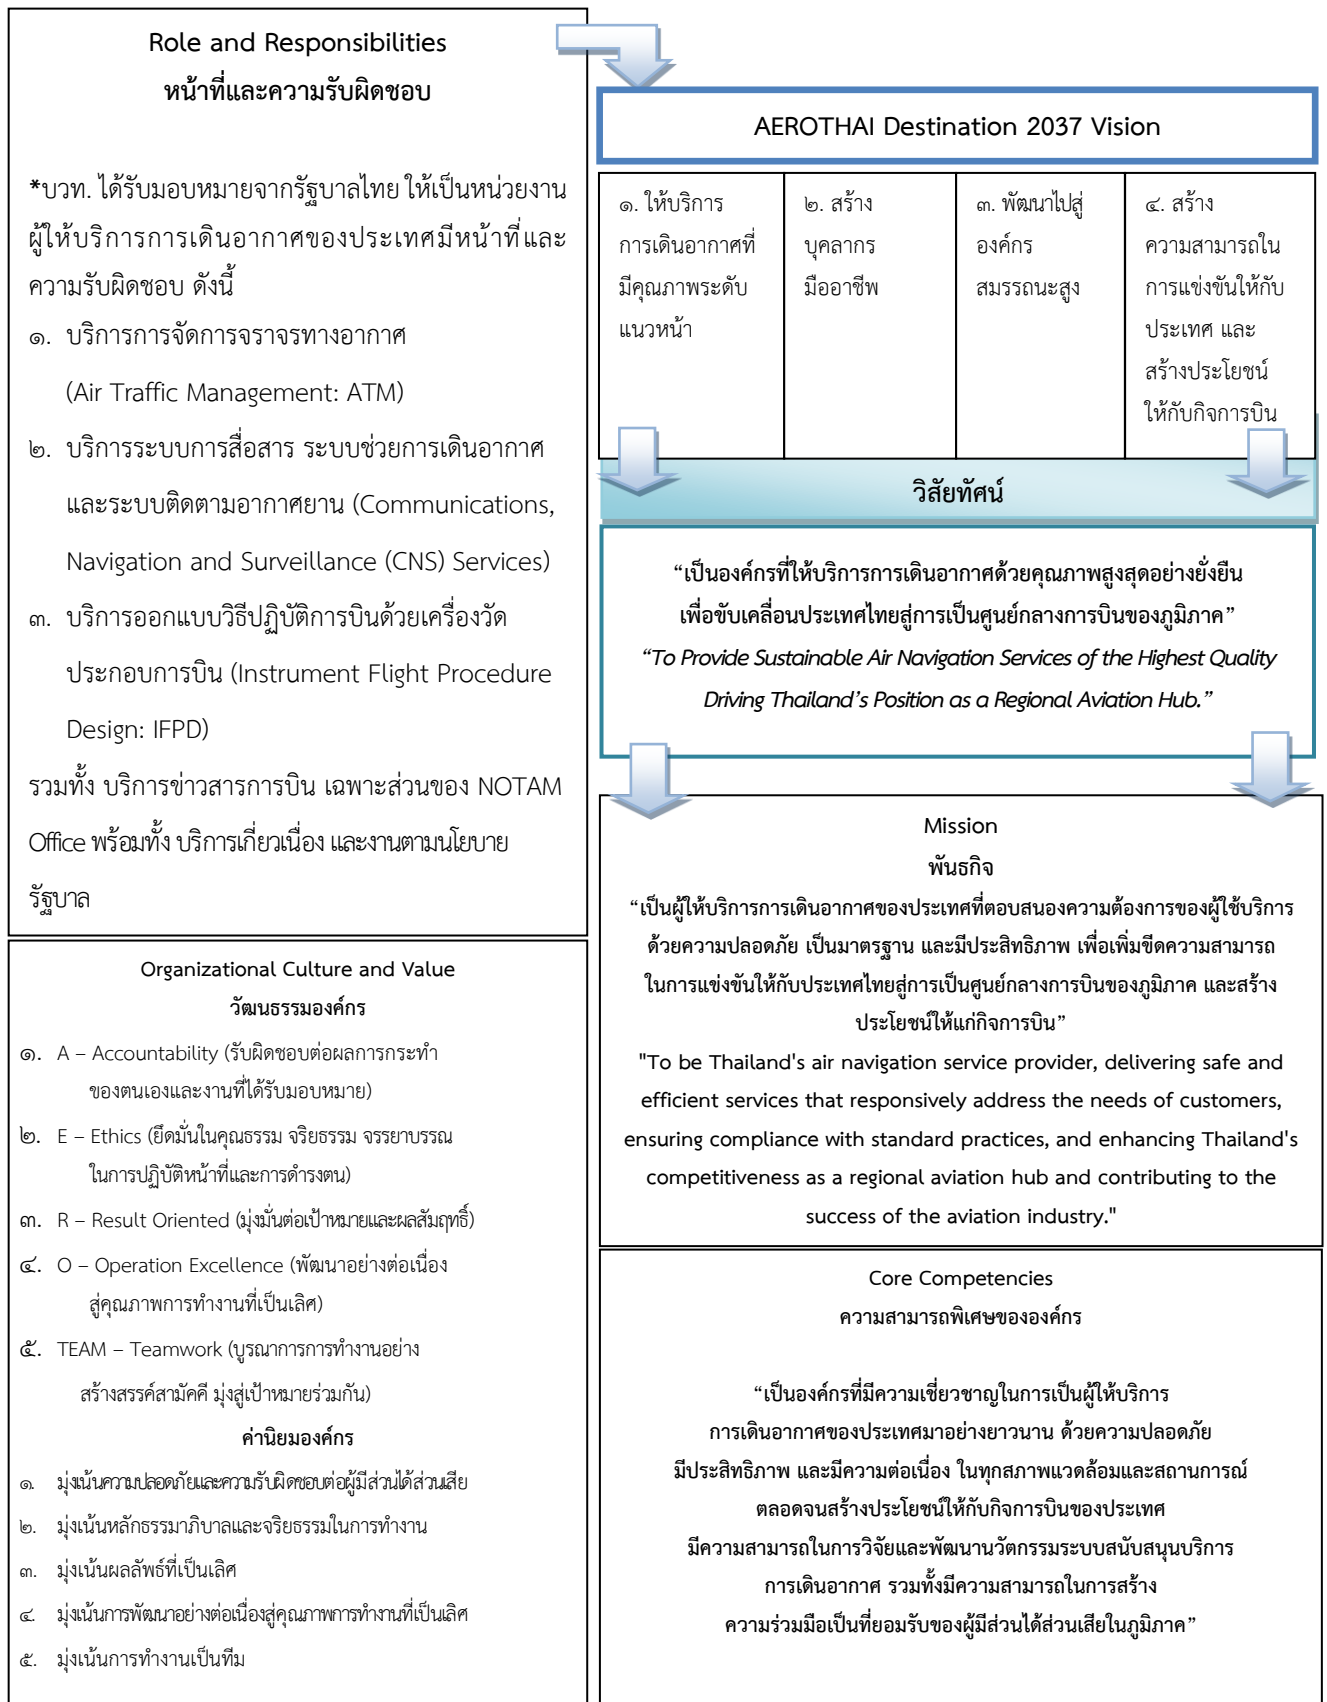 Role and Responsibilities
หน้าที่และความรับผิดชอบ
*บวท. ได้รับมอบหมายจากรัฐบาลไทย ให้เป็นหน่วยงาน
ผู้ให้บริการการเดินอากาศของประเทศมีหน้าที่และ
ความรับผิดชอบ ดังนี้
๑. บริการการจัดการจราจรทางอากาศ
(Air Traffic Management: ATM)
๒. บริการระบบการสื่อสาร ระบบช่วยการเดินอากาศ
และระบบติดตามอากาศยาน (Communications,
Navigation and Surveillance (CNS) Services)
๓. บริการออกแบบวิธีปฏิบัติการบินด้วยเครื่องวัด
ประกอบการบิน (Instrument Flight Procedure
Design: IFPD)
รวมทั้ง บริการข่าวสารการบิน เฉพาะส่วนของ NOTAM
Office พร้อมทั้ง บริการเกี่ยวเนื่อง และงานตามนโยบาย
รัฐบาล
Organizational Culture and Value
วัฒนธรรมองค์กร
๑. A – Accountability (รับผิดชอบต่อผลการกระทำ
ของตนเองและงานที่ได้รับมอบหมาย)
๒. E – Ethics (ยึดมั่นในคุณธรรม จริยธรรม จรรยาบรรณ
ในการปฏิบัติหน้าที่และการดำรงตน)
๓. R – Result Oriented (มุ่งมั่นต่อเป้าหมายและผลสัมฤทธิ์)
๔. O – Operation Excellence (พัฒนาอย่างต่อเนื่อง
สู่คุณภาพการทำงานที่เป็นเลิศ)
๕. TEAM – Teamwork (บูรณาการการทำงานอย่าง
สร้างสรรค์สามัคคี มุ่งสู่เป้าหมายร่วมกัน)
ค่านิยมองค์กร
๑. มุ่งเน้นความปลอดภัยและความรับผิดชอบต่อผู้มีส่วนได้ส่วนเสีย
๒. มุ่งเน้นหลักธรรมาภิบาลและจริยธรรมในการทำงาน
๓. มุ่งเน้นผลลัพธ์ที่เป็นเลิศ
๔. มุ่งเน้นการพัฒนาอย่างต่อเนื่องสู่คุณภาพการทำงานที่เป็นเลิศ
๕. มุ่งเน้นการทำงานเป็นทีม
AEROTHAI Destination 2037 Vision
๑. ให้บริการ
การเดินอากาศที่
มีคุณภาพระดับ
แนวหน้า
๒. สร้าง
บุคลากร
มืออาชีพ
๓. พัฒนาไปสู่
องค์กร
สมรรถนะสูง
๔. สร้าง
ความสามารถใน
การแข่งขันให้กับ
ประเทศ และ
สร้างประโยชน์
ให้กับกิจการบิน
วิสัยทัศน์
“เป็นองค์กรที่ให้บริการการเดินอากาศด้วยคุณภาพสูงสุดอย่างยั่งยืน
เพื่อขับเคลื่อนประเทศไทยสู่การเป็นศูนย์กลางการบินของภูมิภาค”
“To Provide Sustainable Air Navigation Services of the Highest Quality
Driving Thailand’s Position as a Regional Aviation Hub.”
Mission
พันธกิจ
“เป็นผู้ให้บริการการเดินอากาศของประเทศที่ตอบสนองความต้องการของผู้ใช้บริการ
ด้วยความปลอดภัย เป็นมาตรฐาน และมีประสิทธิภาพ เพื่อเพิ่มขีดความสามารถ
ในการแข่งขันให้กับประเทศไทยสู่การเป็นศูนย์กลางการบินของภูมิภาค และสร้าง
ประโยชน์ให้แก่กิจการบิน”
"To be Thailand's air navigation service provider, delivering safe and
efficient services that responsively address the needs of customers,
ensuring compliance with standard practices, and enhancing Thailand's
competitiveness as a regional aviation hub and contributing to the
success of the aviation industry."
Core Competencies
ความสามารถพิเศษขององค์กร
“เป็นองค์กรที่มีความเชี่ยวชาญในการเป็นผู้ให้บริการ
การเดินอากาศของประเทศมาอย่างยาวนาน ด้วยความปลอดภัย
มีประสิทธิภาพ และมีความต่อเนื่อง ในทุกสภาพแวดล้อมและสถานการณ์
ตลอดจนสร้างประโยชน์ให้กับกิจการบินของประเทศ
มีความสามารถในการวิจัยและพัฒนานวัตกรรมระบบสนับสนุนบริการ
การเดินอากาศ รวมทั้งมีความสามารถในการสร้าง
ความร่วมมือเป็นที่ยอมรับของผู้มีส่วนได้ส่วนเสียในภูมิภาค”